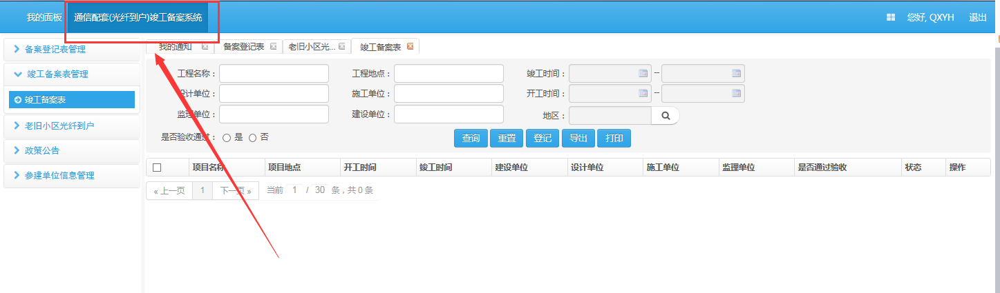 我的面板 通信配套(光纤到户)竣工备案系统 您好, QXYH 退出
备案登记表管理
竣工备案表管理
竣工备案表
老旧小区光纤到户
政策公告
参建单位信息管理
我的通知 备案登记表 老旧小区光... 竣工备案表
工程名称： 工程地点： 竣工时间： --
设计单位： 施工单位： 开工时间： --
监理单位： 建设单位： 地区：
是否验收通过： 是 否 查询 重置 登记 导出 打印
项目名称 项目地点 开工时间 竣工时间 建设单位 设计单位 施工单位 监理单位 是否通过验收 状态 操作
« 上一页 1 下一页 » 当前 1 / 30 条，共 0 条